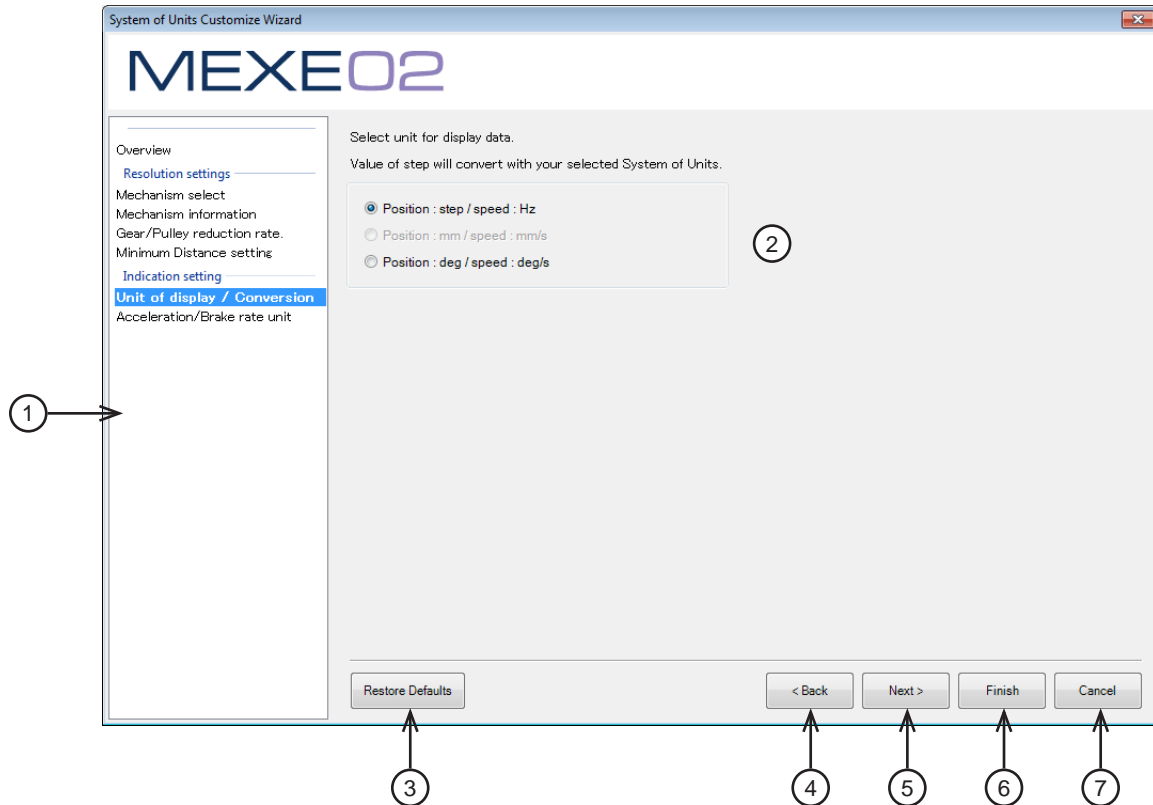 System of Units Customize Wizard
MEXE02
Overview
Resolution settings
Mechanism select
Mechanism information
Gear/Pulley reduction rate.
Minimum Distance setting
Indication setting
Unit of display / Conversion
Acceleration/Brake rate unit
Select unit for display data.
Value of step will convert with your selected System of Units.
Position : step / speed : Hz
Position : mm / speed : mm/s
Position : deg / speed : deg/s
2
1
Restore Defaults
< Back
Next >
Finish
Cancel
3
4
5
6
7